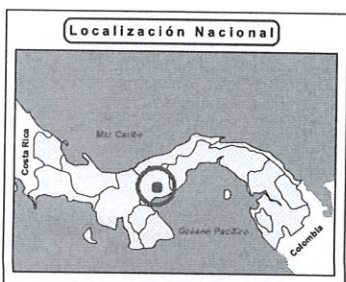 Localización Nacional
Mar Caribe
Costa Rica
Océano Pacífico
Colombia